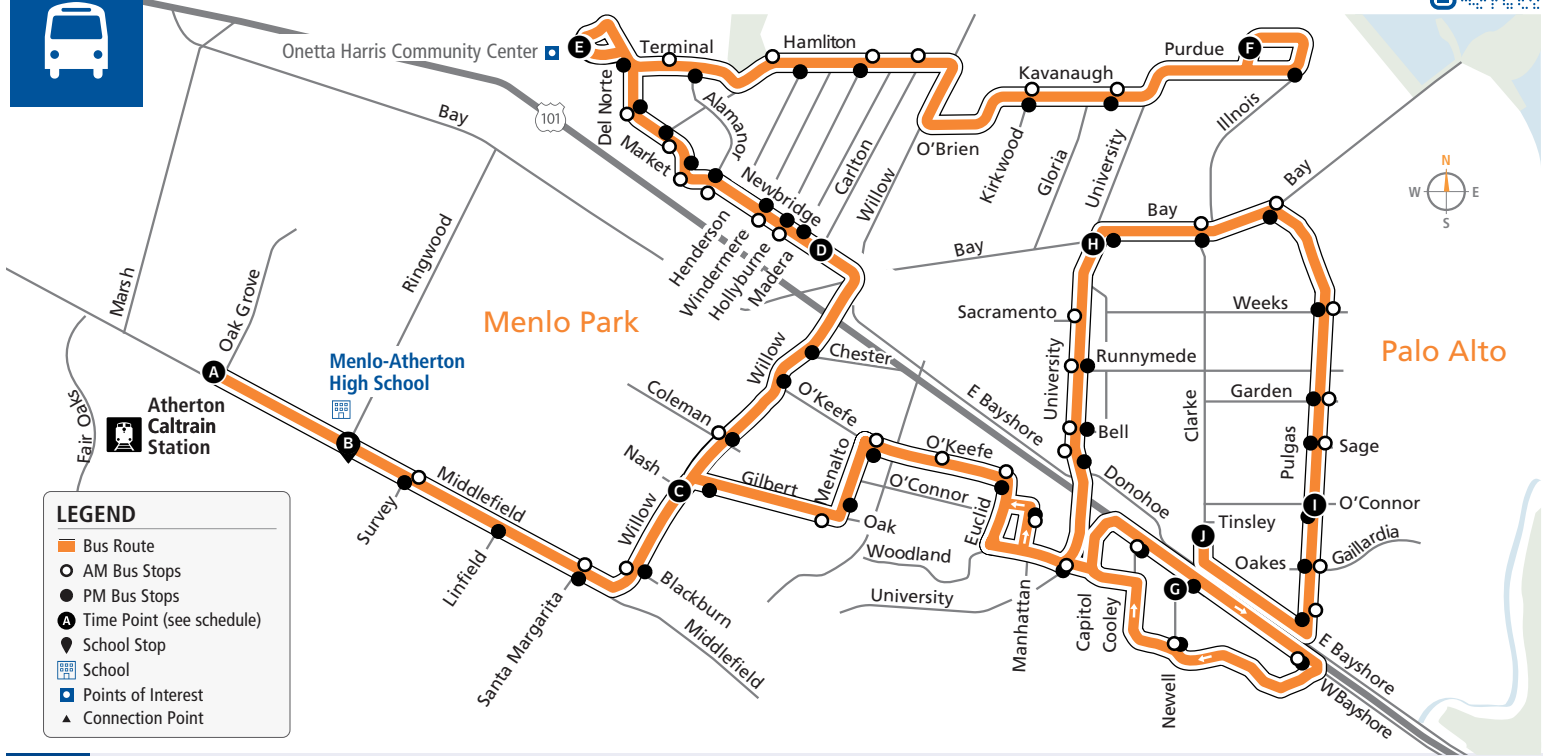 Onetta Harris Community Center
E
Terminal
Hamliton
Purdue
F
Kavanaugh
Del Norte
Alamanor
101
Bay
Market
Newbridge
Carlton
Willow
O'Brien
Kirkwood
Gloria
University
Illnois
Bay
N
W
E
S
Bay
Bay
H
D
Henderson
Windermere
Hollyburne
Madera
Marsh
Oak Grove
Ringwood
Menlo Park
Sacramento
Weeks
Palo Alto
A
Menlo-Atherton
High School
Willow
Chester
Runnymede
University
Clarke
Garden
Fair Oaks
Atherton
Caltrain
Station
B
Coleman
O'Keefe
E Bayshore
Bell
Pulgas
Sage
Nash
C
Gilbert
Menalto
O'Keefe
O'Connor
Donohoe
I
O'Connor
Middlefield
Survey
Willow
Oak
Euclid
Tinsley
J
Gaillardia
Linfield
Woodland
Oakes
Blackburn
University
G
Santa Margarita
Middlefield
Manhattan
Capitol
Cooley
Newell
E Bayshore
W Bayshore
LEGEND
Bus Route
AM Bus Stops
PM Bus Stops
A
Time Point (see schedule)
School Stop
School
Points of Interest
Connection Point